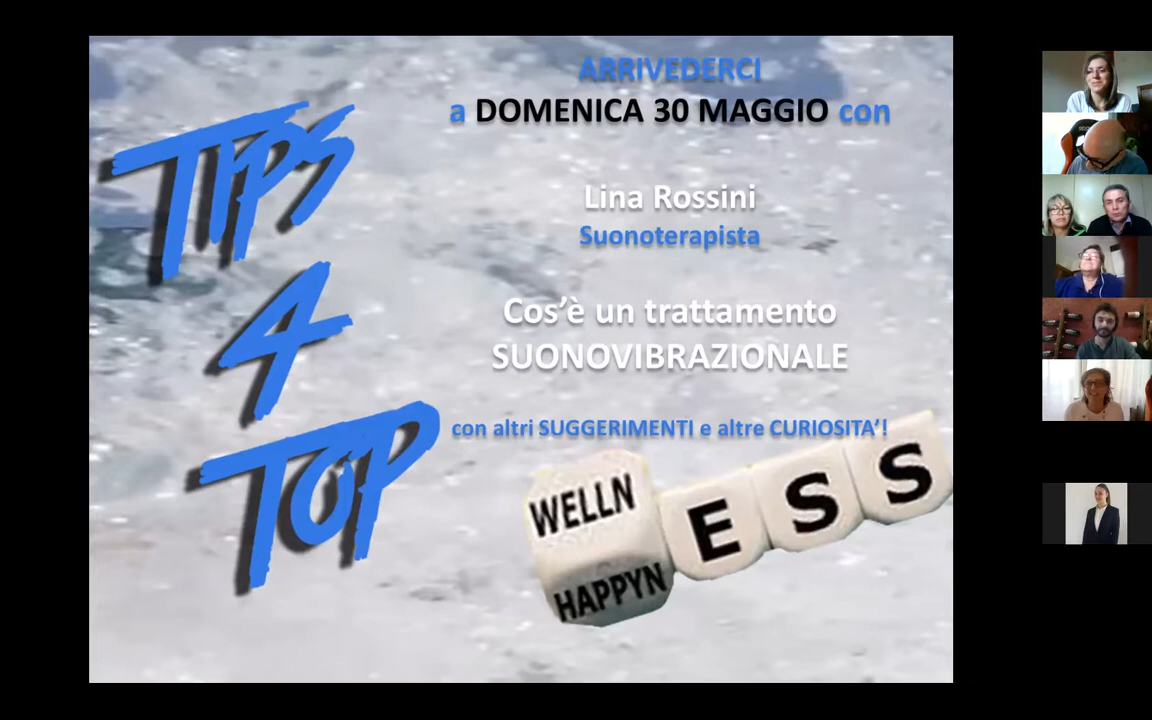 TIPS
4
TOP
ARRIVEDERCI
a DOMENICA 30 MAGGIO con
Lina Rossini
Suonoterapista
Cos'è un trattamento
SUONOVIBRAZIONALE
con altri SUGGERIMENTI e altre CURIOSITA'!
WELLN
E S S
HAPPYN